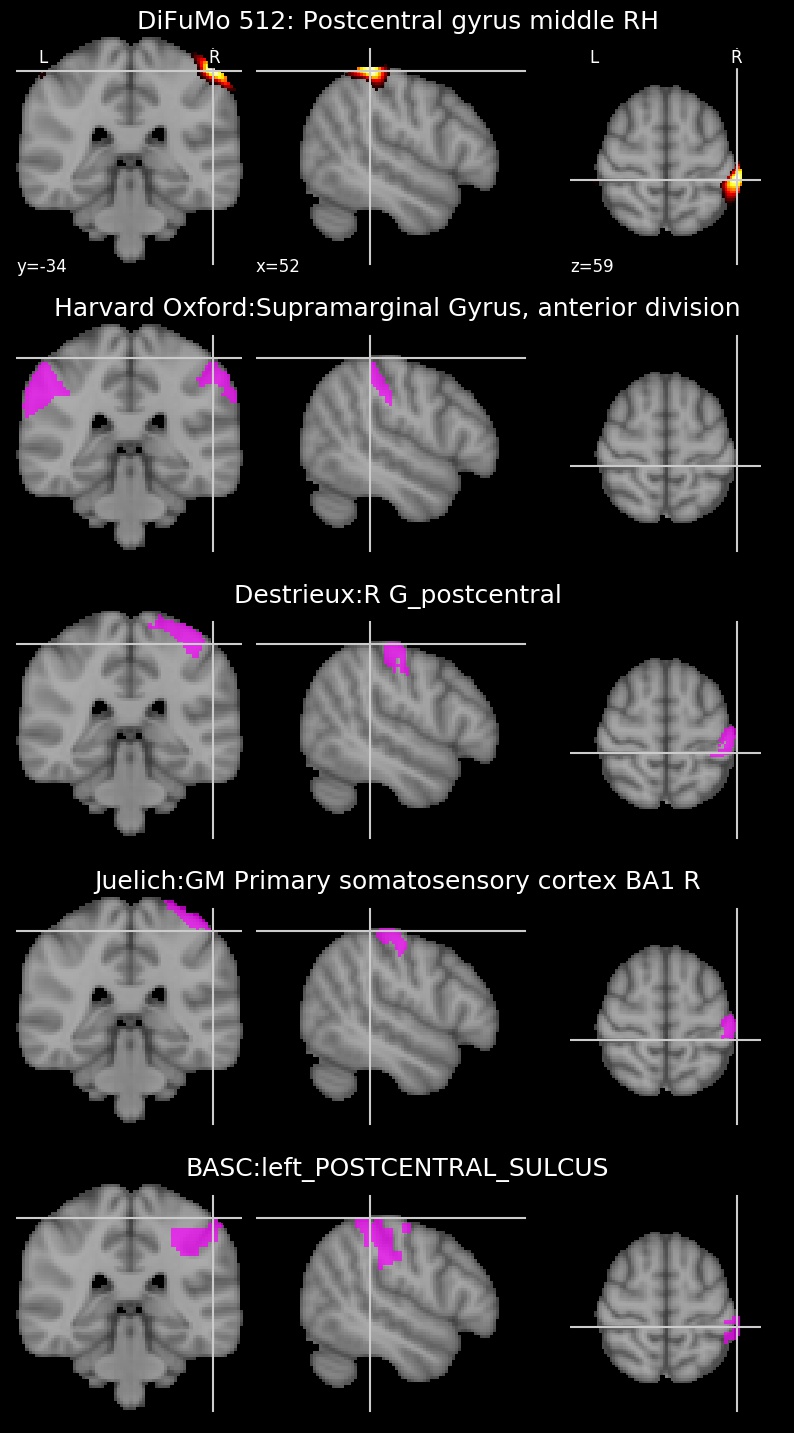 DiFuMo 512: Postcentral gyrus middle RH
L R L R
y=-34 x=52 z=59
Harvard Oxford:Supramarginal Gyrus, anterior division
Destrieux:R G_postcentral
Juelich:GM Primary somatosensory cortex BA1 R
BASC:left_POSTCENTRAL_SULCUS